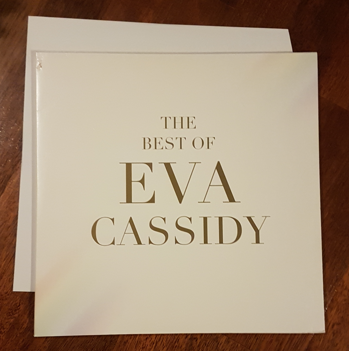 THE
BEST OF
EVA
CASSIDY